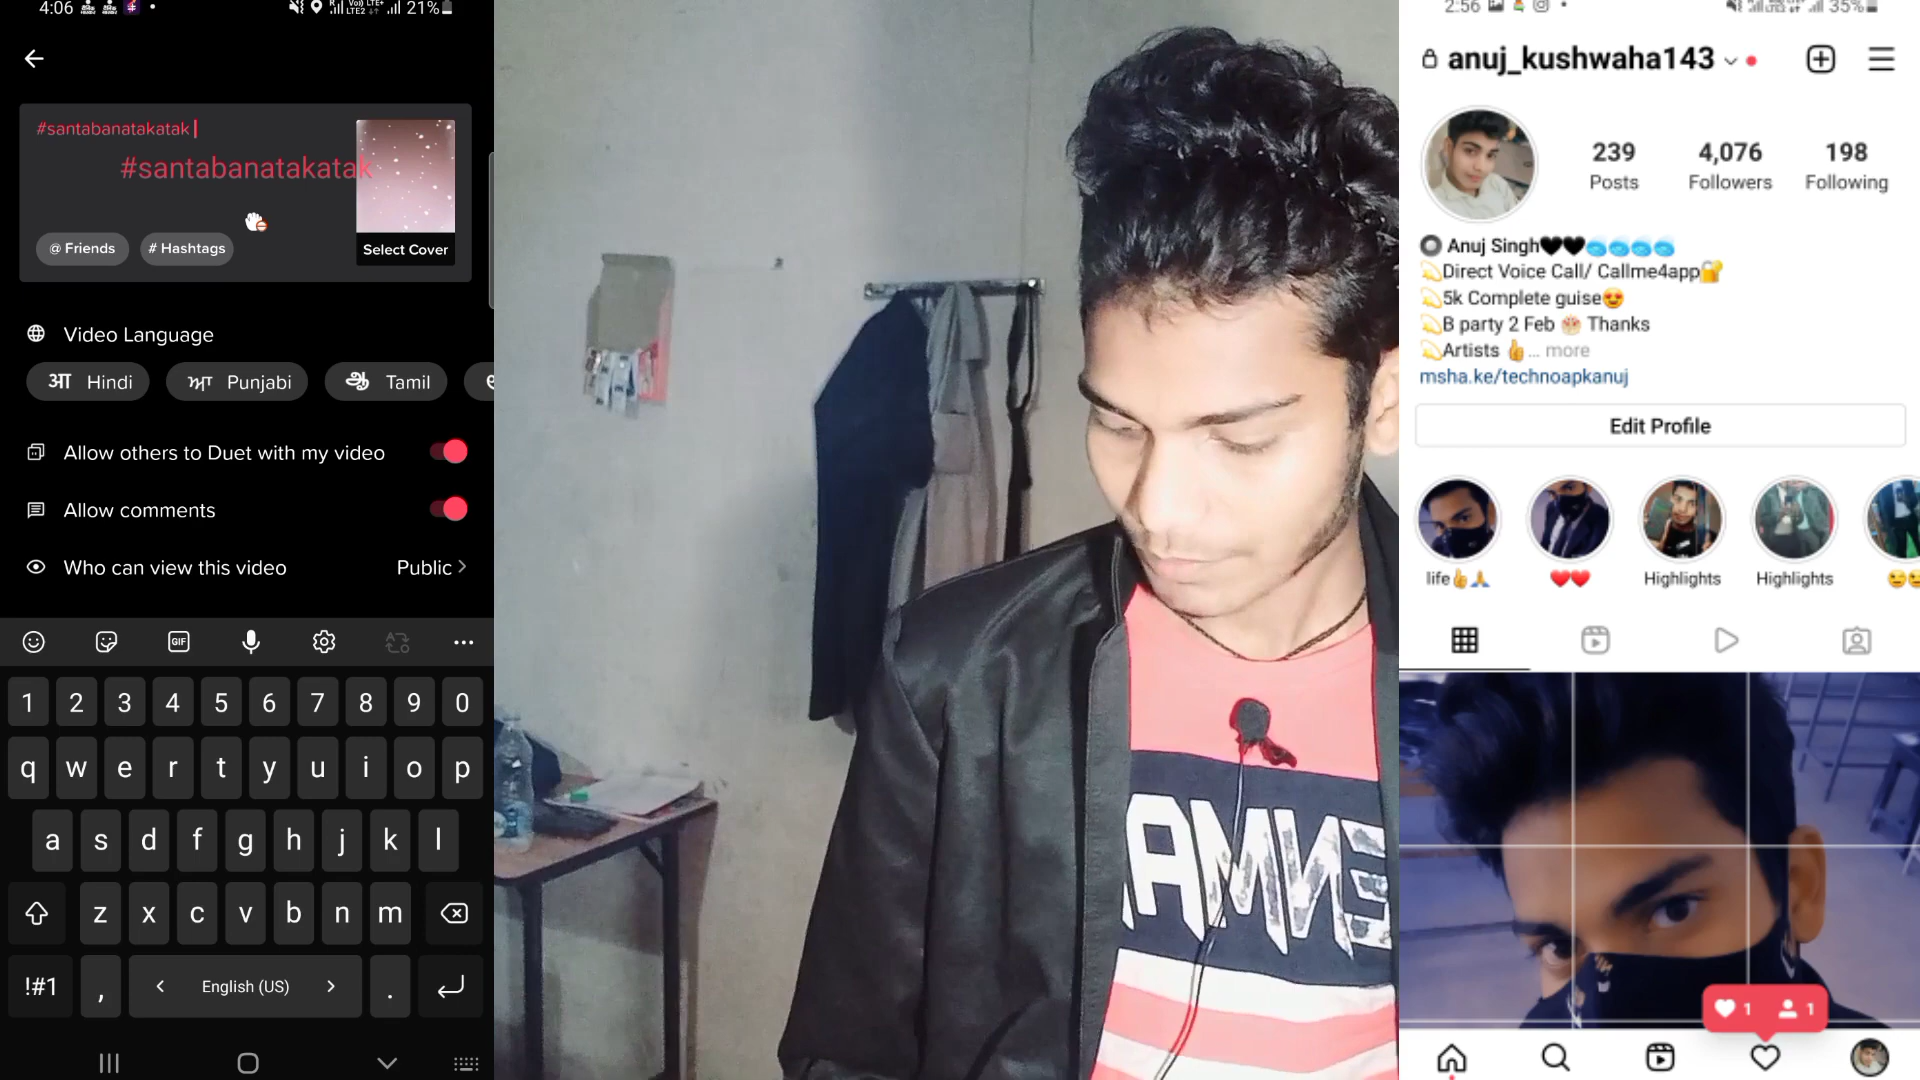 4:06
Vo)) LTE+
LTE2
21%
#santabanatakatak
#santabanatakatak
@ Friends
# Hashtags
Select Cover
Video Language
आ Hindi
ਅਾ Punjabi
ஆ Tamil
Allow others to Duet with my video
Allow comments
Who can view this video
Public >
GIF
1 2 3 4 5 6 7 8 9 0
q w e r t y u i o p
a s d f g h j k l
z x c v b n m
!#1 , < English (US) > .
2:56
35%
anuj_kushwaha143
239
Posts
4,076
Followers
198
Following
🔘 Anuj Singh🖤🖤🐬🐬🐬🐬
💫Direct Voice Call/ Callme4app🔐
💫5k Complete guise😍
💫B party 2 Feb 🎂 Thanks
💫Artists 👍... more
msha.ke/technoapkanuj
Edit Profile
life👍🙏
❤️❤️
Highlights
Highlights
1
1